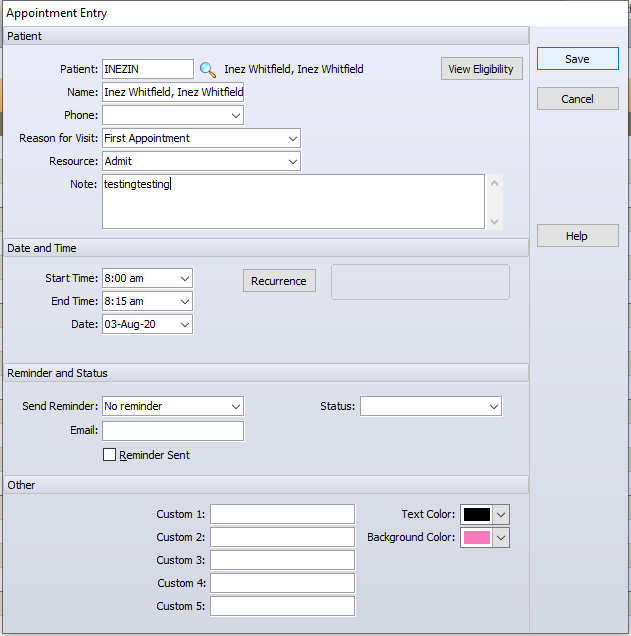 Appointment Entry
Patient
Patient: INEZIN Inez Whitfield, Inez Whitfield View Eligibility Save
Name: Inez Whitfield, Inez Whitfield Cancel
Phone:
Reason for Visit: First Appointment
Resource: Admit
Note: testingtesting
Help
Date and Time
Start Time: 8:00 am Recurrence
End Time: 8:15 am
Date: 03-Aug-20
Reminder and Status
Send Reminder: No reminder Status:
Email:
Reminder Sent
Other
Custom 1: Text Color:
Custom 2: Background Color:
Custom 3:
Custom 4:
Custom 5: